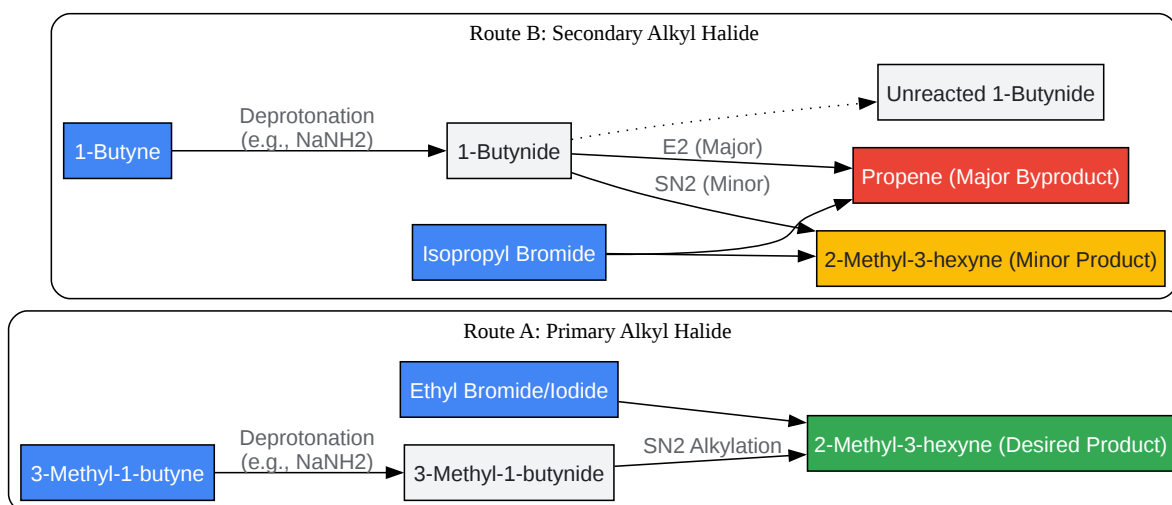 Route B: Secondary Alkyl Halide
Unreacted 1-Butynide
Deprotonation
(e.g., NaNH2)
1-Butyne
1-Butynide
E2 (Major)
Propene (Major Byproduct)
SN2 (Minor)
Isopropyl Bromide
2-Methyl-3-hexyne (Minor Product)
Route A: Primary Alkyl Halide
Ethyl Bromide/Iodide
Deprotonation
(e.g., NaNH2)
3-Methyl-1-butyne
3-Methyl-1-butynide
SN2 Alkylation
2-Methyl-3-hexyne (Desired Product)